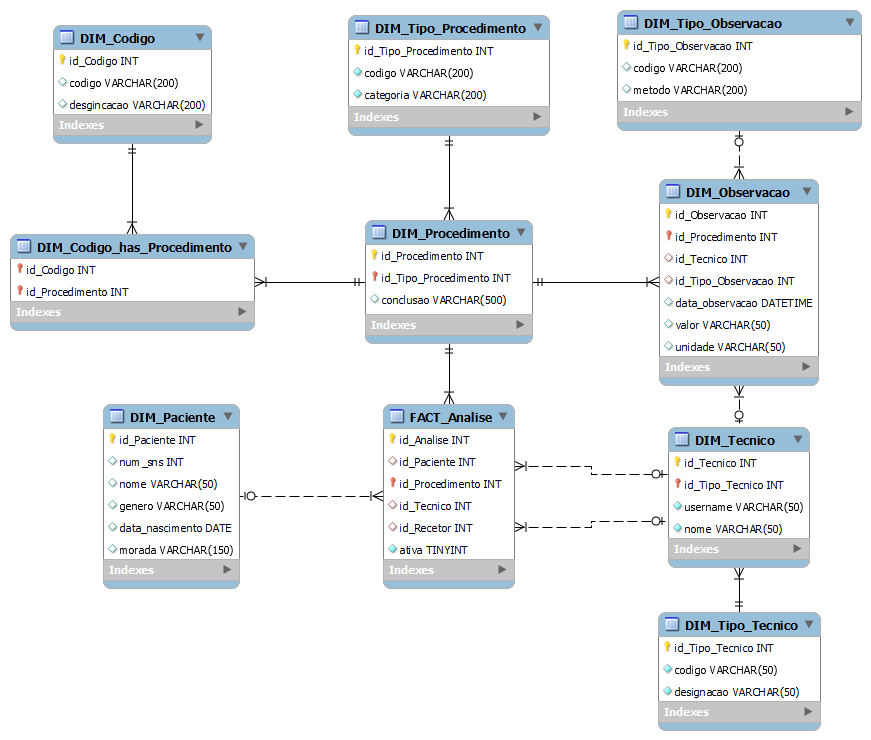 DIM_Codigo
id_Codigo INT
codigo VARCHAR(200)
desgincacao VARCHAR(200)
Indexes
DIM_Tipo_Procedimento
id_Tipo_Procedimento INT
codigo VARCHAR(200)
categoria VARCHAR(200)
Indexes
DIM_Tipo_Observacao
id_Tipo_Observacao INT
codigo VARCHAR(200)
metodo VARCHAR(200)
Indexes
DIM_Codigo_has_Procedimento
id_Codigo INT
id_Procedimento INT
Indexes
DIM_Procedimento
id_Procedimento INT
id_Tipo_Procedimento INT
conclusao VARCHAR(500)
Indexes
DIM_Observacao
id_Observacao INT
id_Procedimento INT
id_Tecnico INT
id_Tipo_Observacao INT
data_observacao DATETIME
valor VARCHAR(50)
unidade VARCHAR(50)
Indexes
DIM_Paciente
id_Paciente INT
num_sns INT
nome VARCHAR(50)
genero VARCHAR(50)
data_nascimento DATE
morada VARCHAR(150)
Indexes
FACT_Analise
id_Analise INT
id_Paciente INT
id_Procedimento INT
id_Tecnico INT
id_Recetor INT
ativa TINYINT
Indexes
DIM_Tecnico
id_Tecnico INT
id_Tipo_Tecnico INT
username VARCHAR(50)
nome VARCHAR(50)
Indexes
DIM_Tipo_Tecnico
id_Tipo_Tecnico INT
codigo VARCHAR(50)
designacao VARCHAR(50)
Indexes